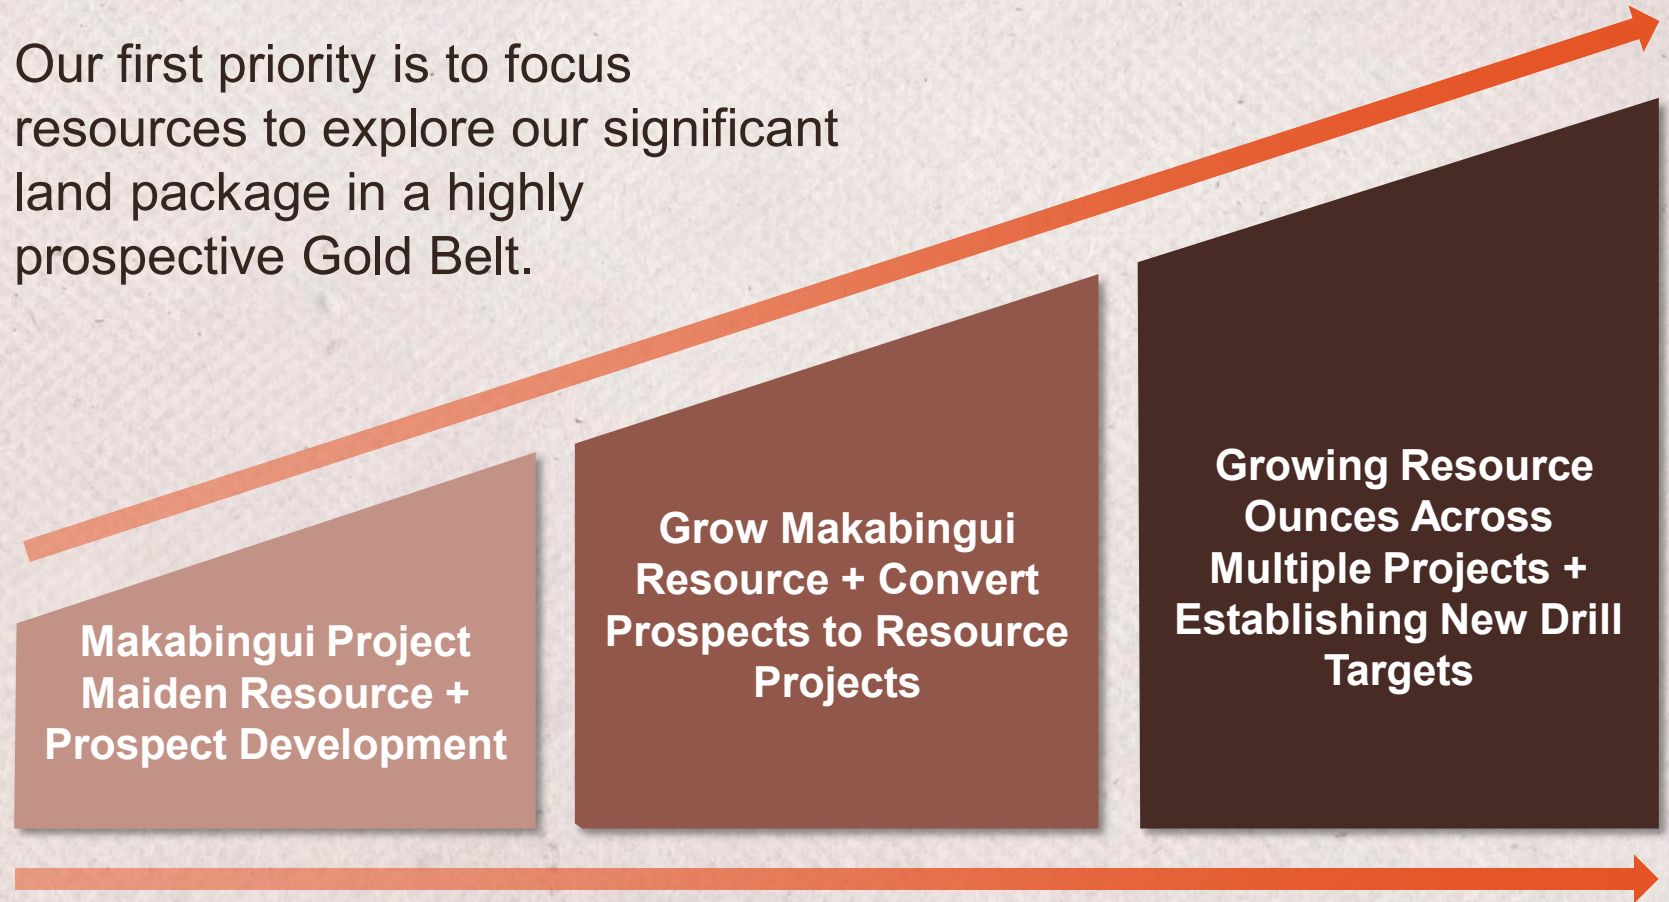 Our first priority is to focus
resources to explore our significant
land package in a highly
prospective Gold Belt.
Makabingui Project
Maiden Resource +
Prospect Development
Grow Makabingui
Resource + Convert
Prospects to Resource
Projects
Growing Resource
Ounces Across
Multiple Projects +
Establishing New Drill
Targets